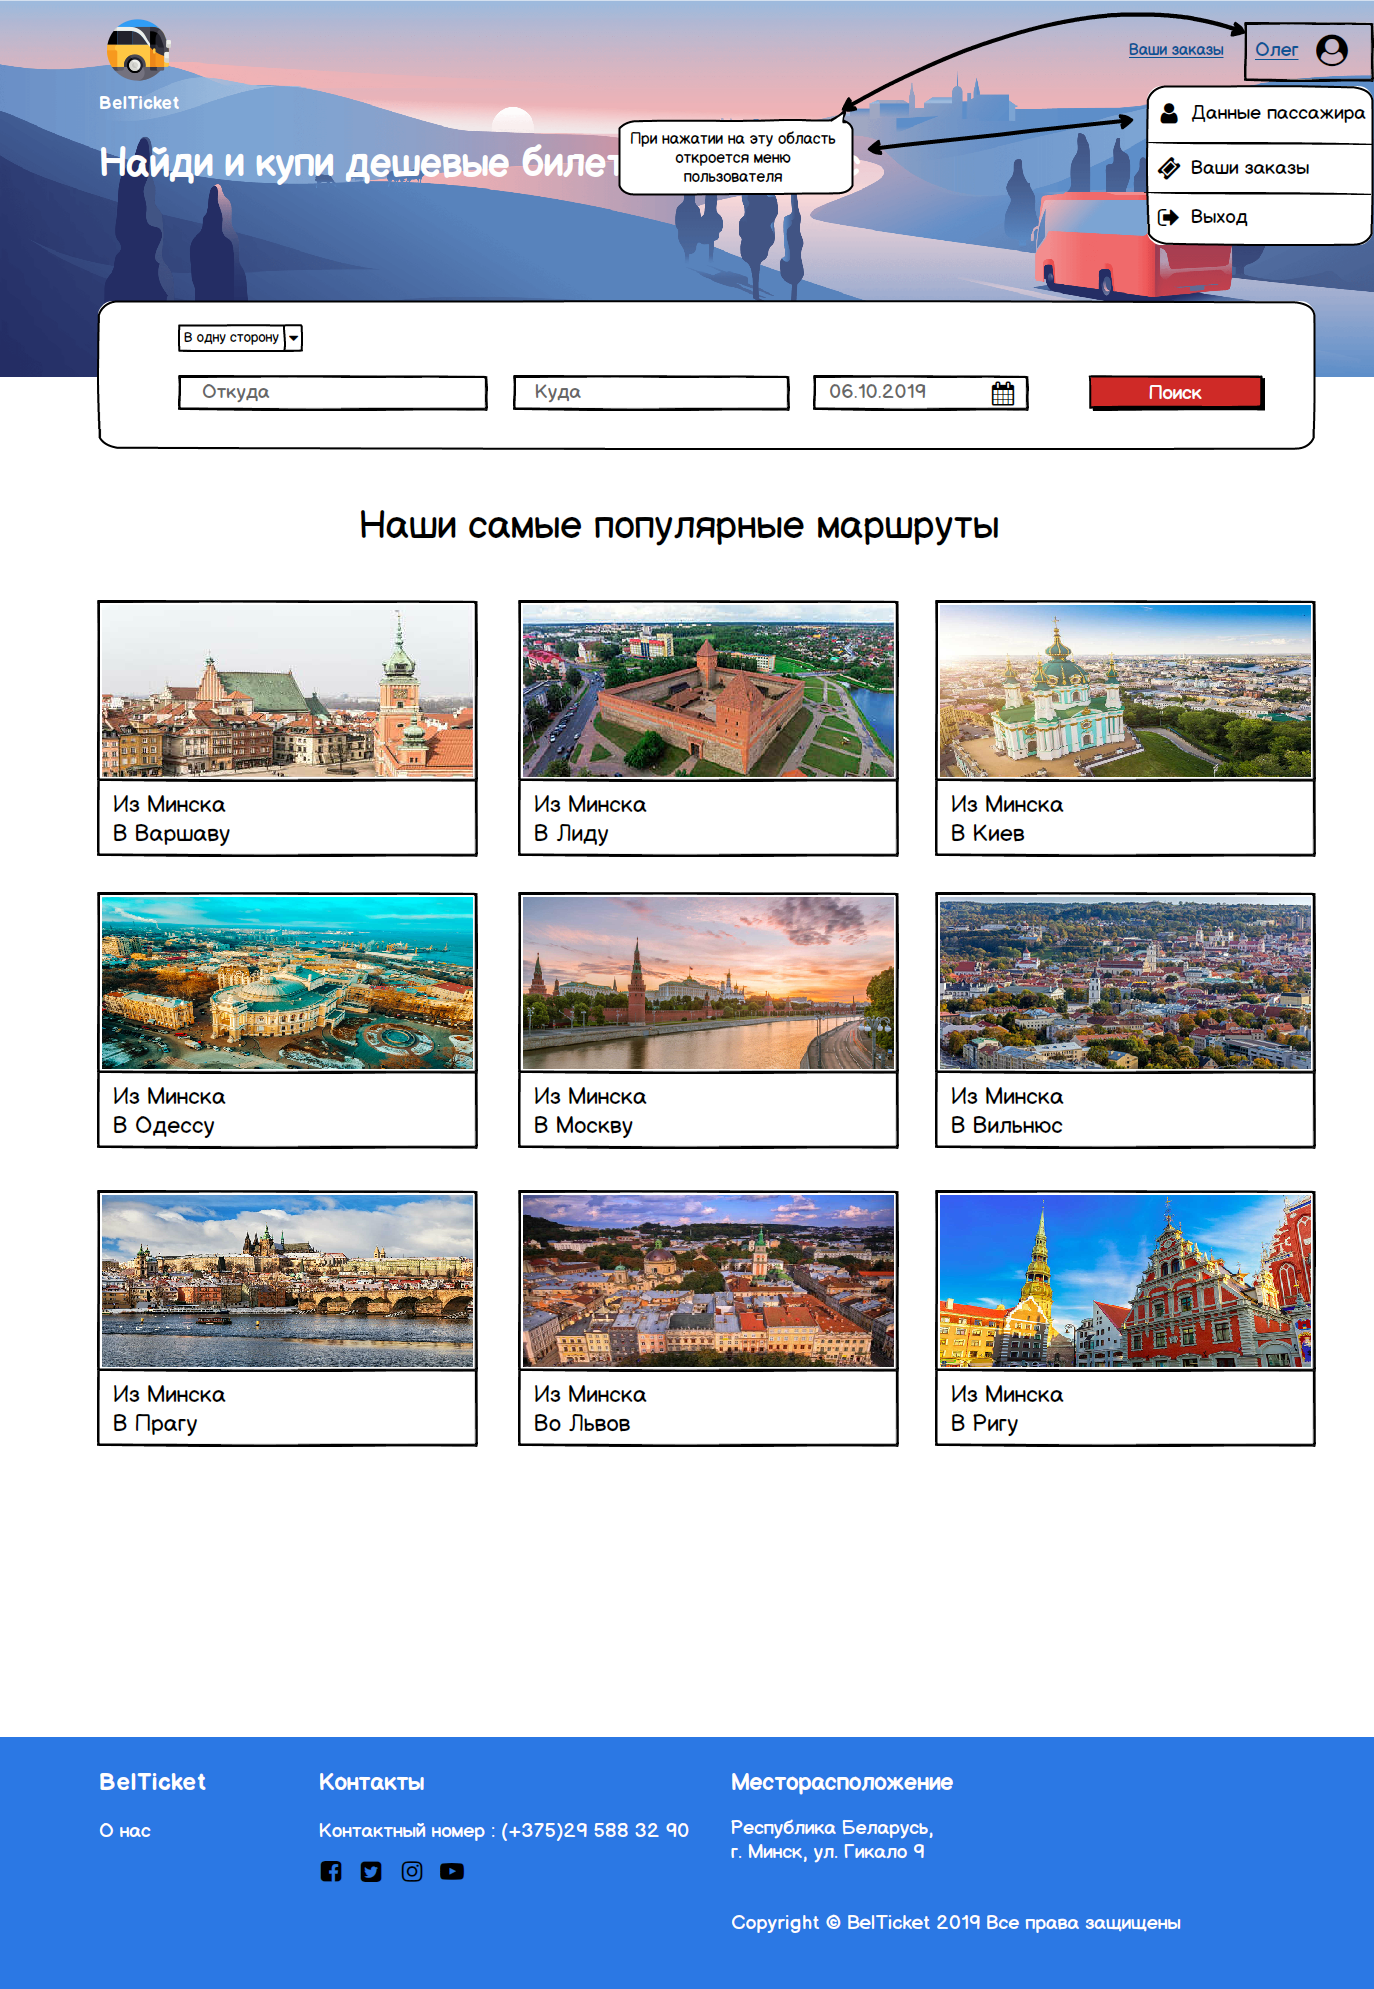 BelTicket
Ваши заказы
Олег
Данные пассажира
Ваши заказы
Выход
При нажатии на эту область
откроется меню
пользователя
Найди и купи дешевые
В одну сторону
Откуда
Куда
06.10.2019
Поиск
Наши самые популярные маршруты
Из Минска
В Варшаву
Из Минска
В Лиду
Из Минска
В Киев
Из Минска
В Одессу
Из Минска
В Москву
Из Минска
В Вильнюс
Из Минска
В Прагу
Из Минска
Во Львов
Из Минска
В Ригу
BelTicket
О нас
Контакты
Контактный номер : (+375)29 588 32 90
Месторасположение
Республика Беларусь,
г. Минск, ул. Гикало 9
Copyright © BelTicket 2019 Все права защищены